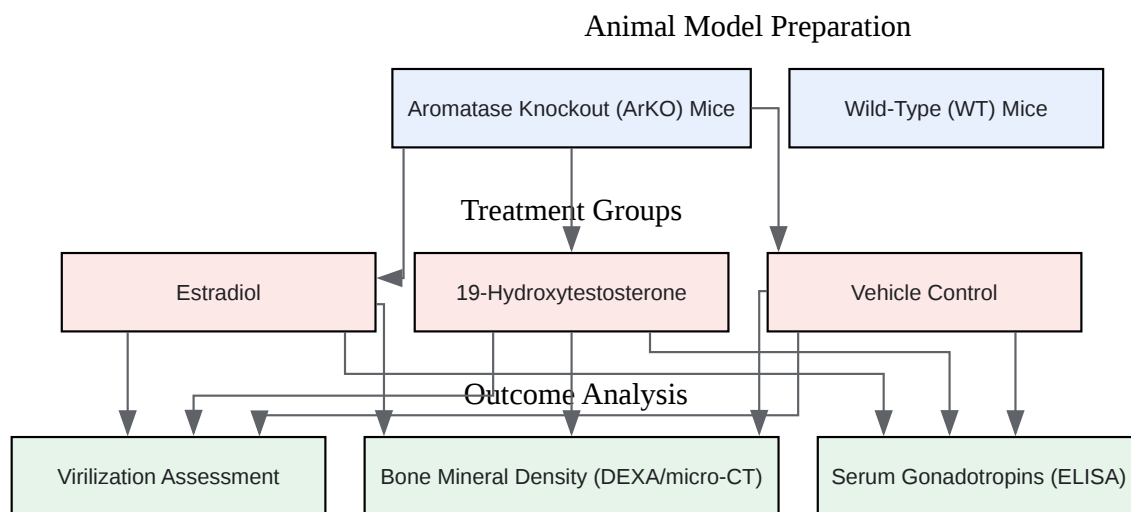 Animal Model Preparation
Aromatase Knockout (ArKO) Mice
Wild-Type (WT) Mice
Treatment Groups
Estradiol
19-Hydroxytestosterone
Vehicle Control
Outcome Analysis
Virilization Assessment
Bone Mineral Density (DEXA/micro-CT)
Serum Gonadotropins (ELISA)